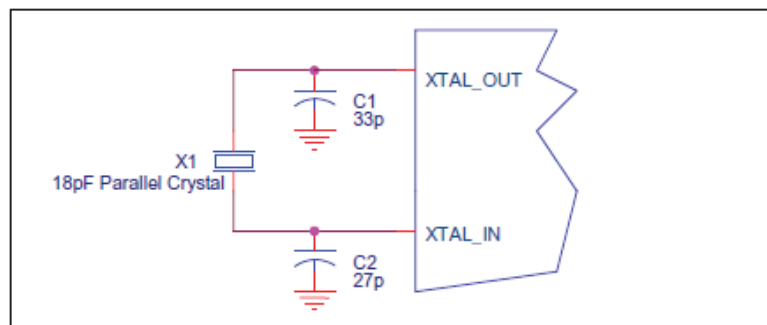 XTAL_OUT
C1
33p
X1
18pF Parallel Crystal
XTAL_IN
C2
27p